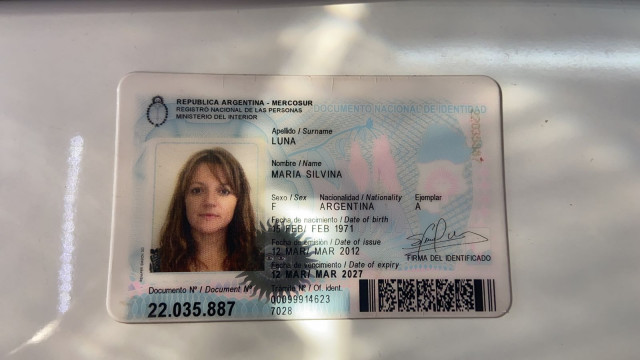 REPUBLICA ARGENTINA - MERCOSUR
REGISTRO NACIONAL DE LAS PERSONAS
MINISTERIO DEL INTERIOR
DOCUMENTO NACIONAL DE IDENTIDAD
Apellido / Surname
LUNA
Nombre / Name
MARIA SILVINA
Sexo / Sex Nacionalidad / Nationality Ejemplar
F ARGENTINA A
Fecha de nacimiento / Date of birth
15 FEB/ FEB 1971
Fecha de emisión / Date of issue
12 MAR/ MAR 2012
Fecha de vencimiento / Date of expiry
12 MAR/ MAR 2027
FIRMA DEL IDENTIFICADO
Documento Nº / Document Nº
22.035.887
Trámite Nº / Of. ident.
00099914623
7028